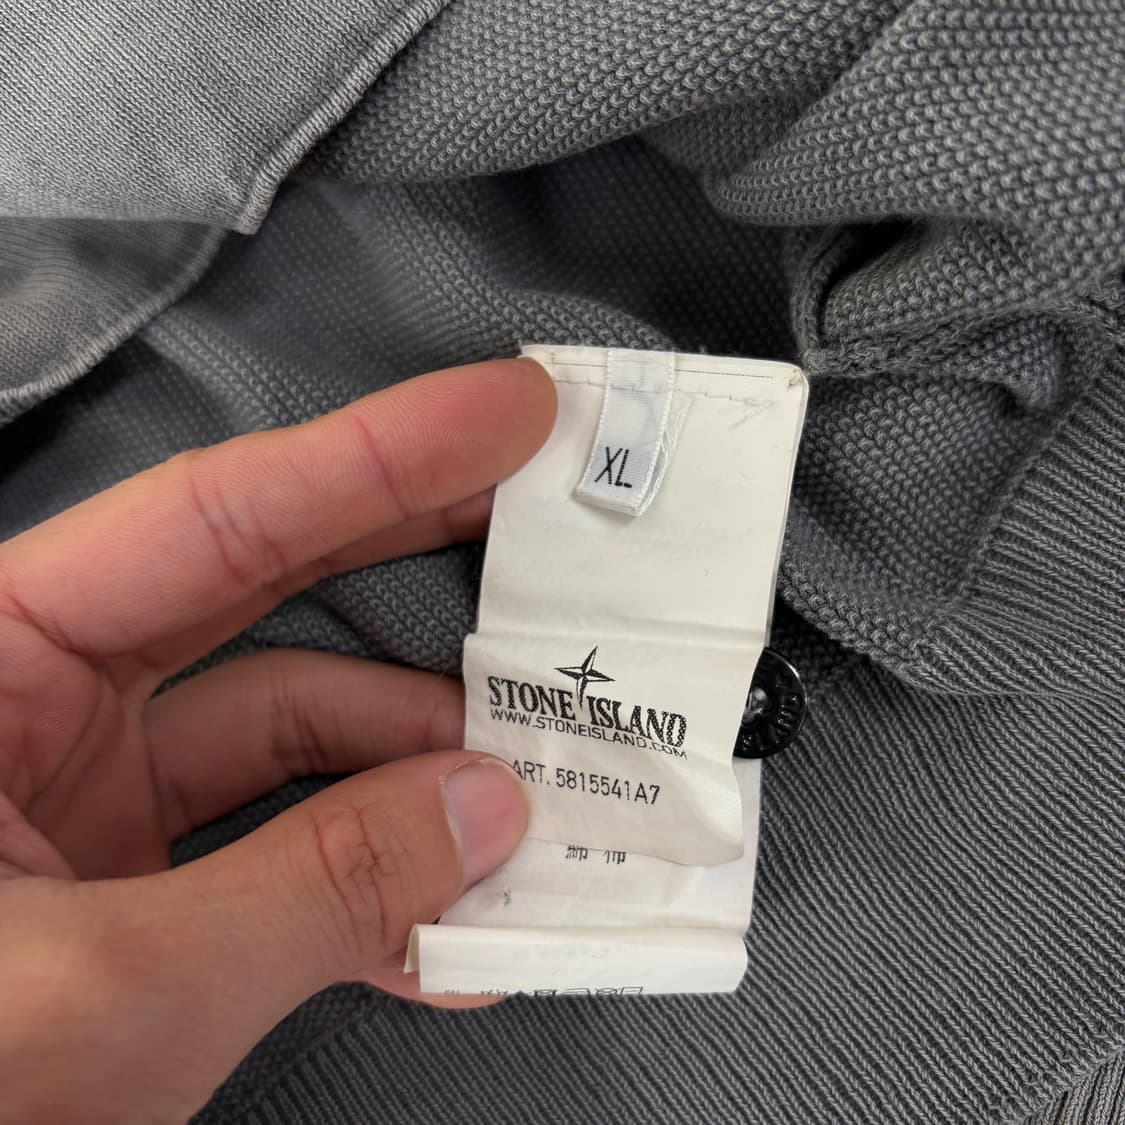 XL
STONE ISLAND
WWW.STONEISLAND.COM
ART. 5815541A7